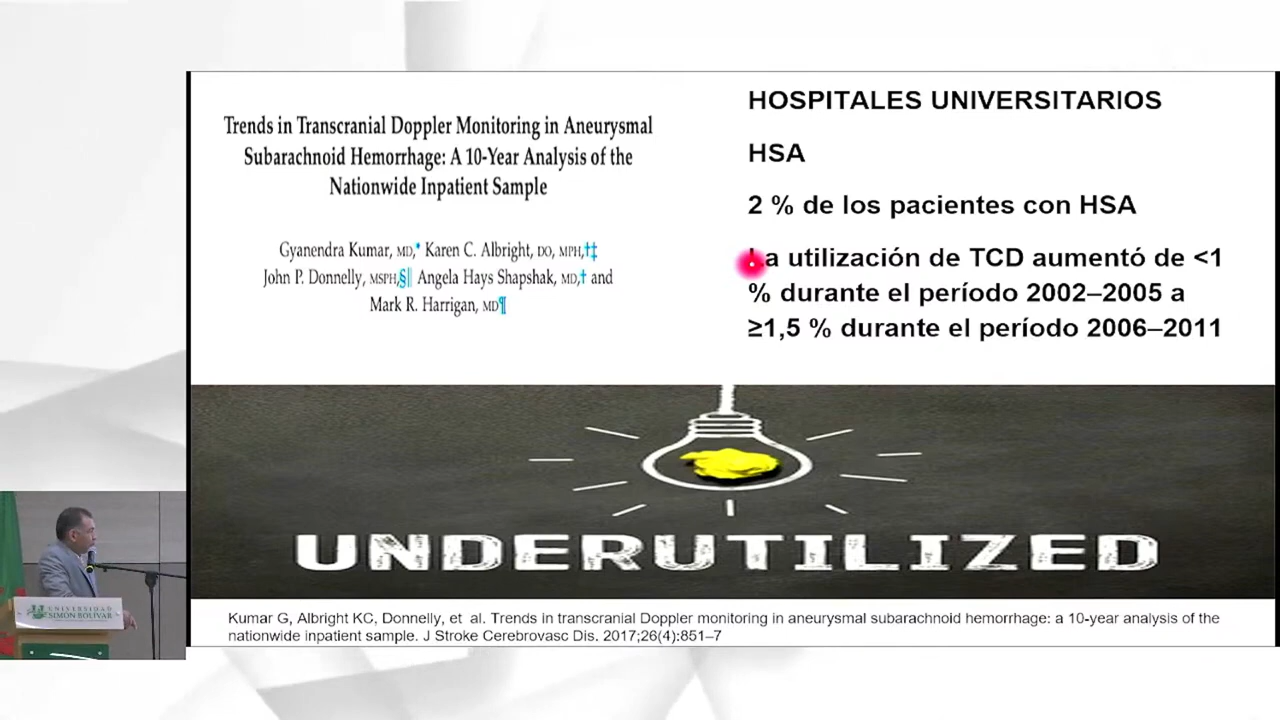 Trends in Transcranial Doppler Monitoring in Aneurysmal
Subarachnoid Hemorrhage: A 10-Year Analysis of the
Nationwide Inpatient Sample
Gyanendra Kumar, MD,* Karen C. Albright, DO, MPH,†‡
John P. Donnelly, MSPH,§‖ Angela Hays Shapshak, MD,† and
Mark R. Harrigan, MD¶
HOSPITALES UNIVERSITARIOS
HSA
2 % de los pacientes con HSA
La utilización de TCD aumentó de <1
% durante el período 2002–2005 a
≥1,5 % durante el período 2006–2011
UNDERUTILIZED
Kumar G, Albright KC, Donnelly, et al. Trends in transcranial Doppler monitoring in aneurysmal subarachnoid hemorrhage: a 10-year analysis of the
nationwide inpatient sample. J Stroke Cerebrovasc Dis. 2017;26(4):851–7
UNIVERSIDAD
SIMÓN BOLÍVAR